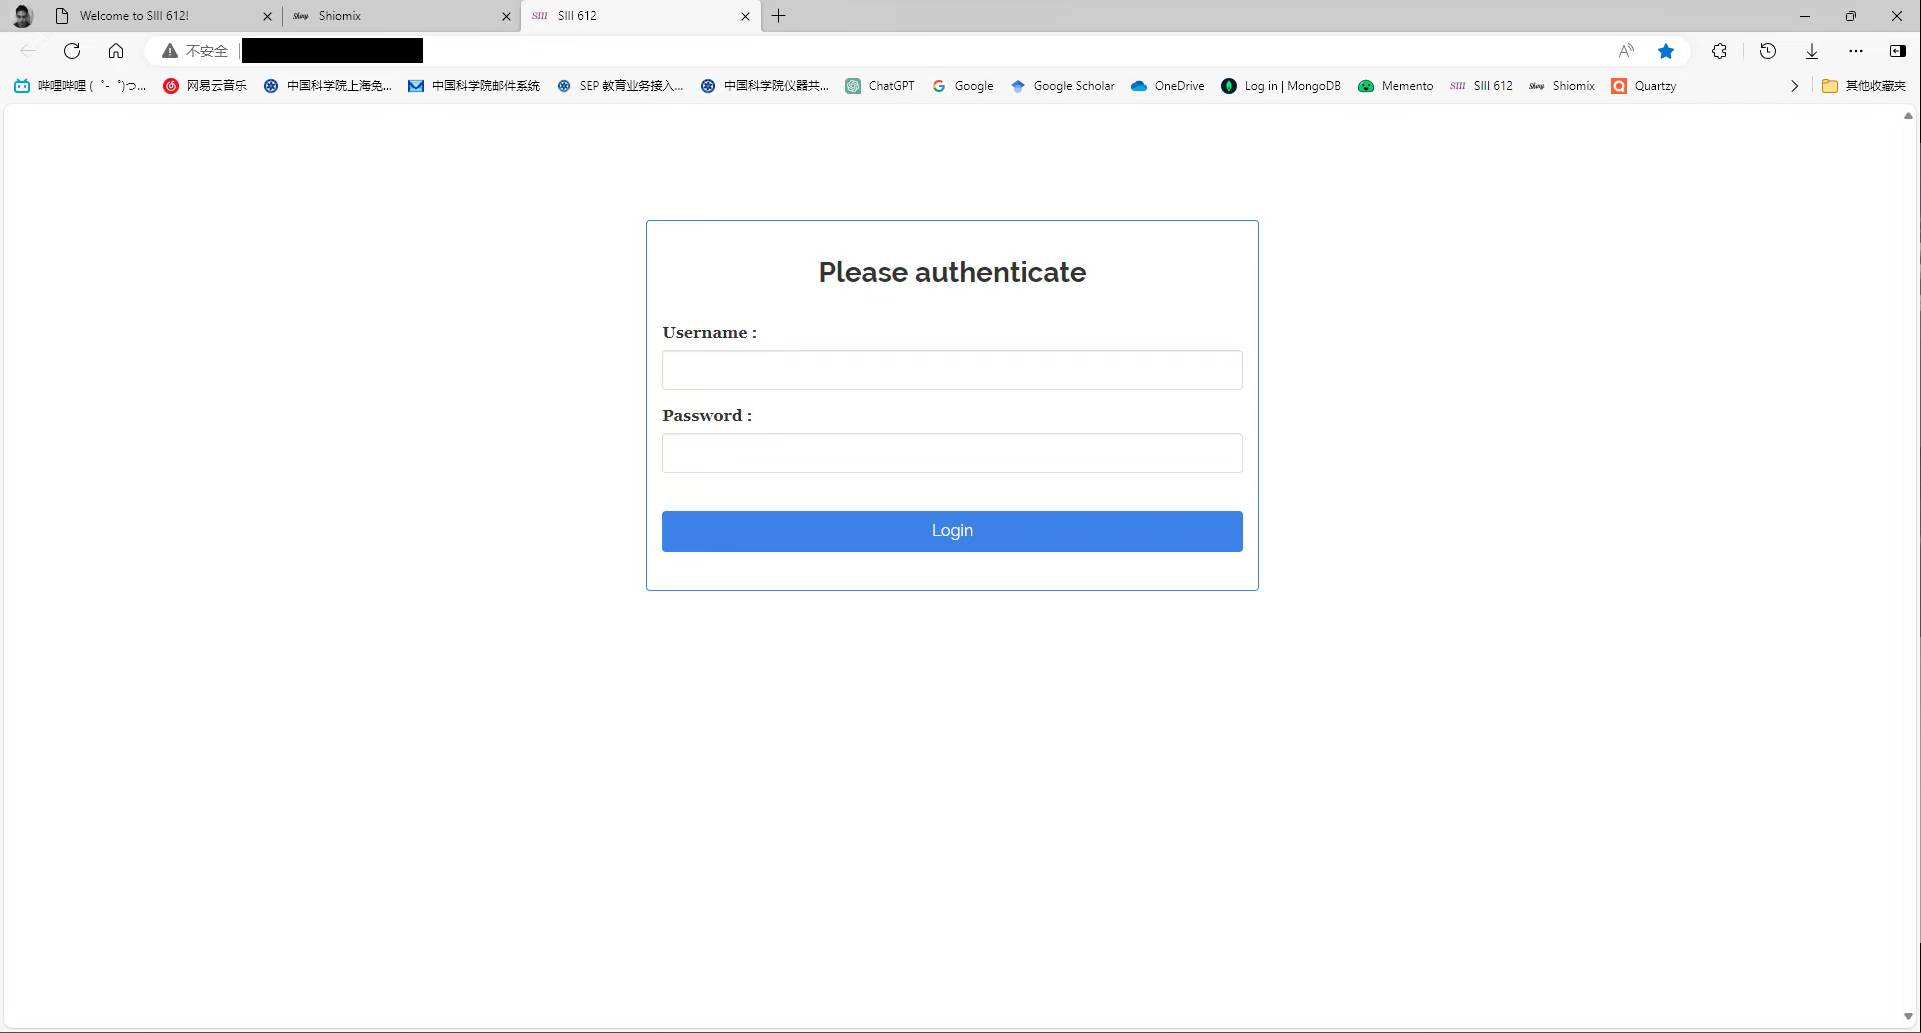 Welcome to SIII 612!
Shiomix
SIII 612
不安全
哔哩哔哩 (゜-゜)つ...
网易云音乐
中国科学院上海免...
中国科学院邮件系统
SEP 教育业务接入...
中国科学院仪器共...
ChatGPT
Google
Google Scholar
OneDrive
Log in | MongoDB
Memento
SIII 612
Shiomix
Quartzy
其他收藏夹
Please authenticate
Username :
Password :
Login